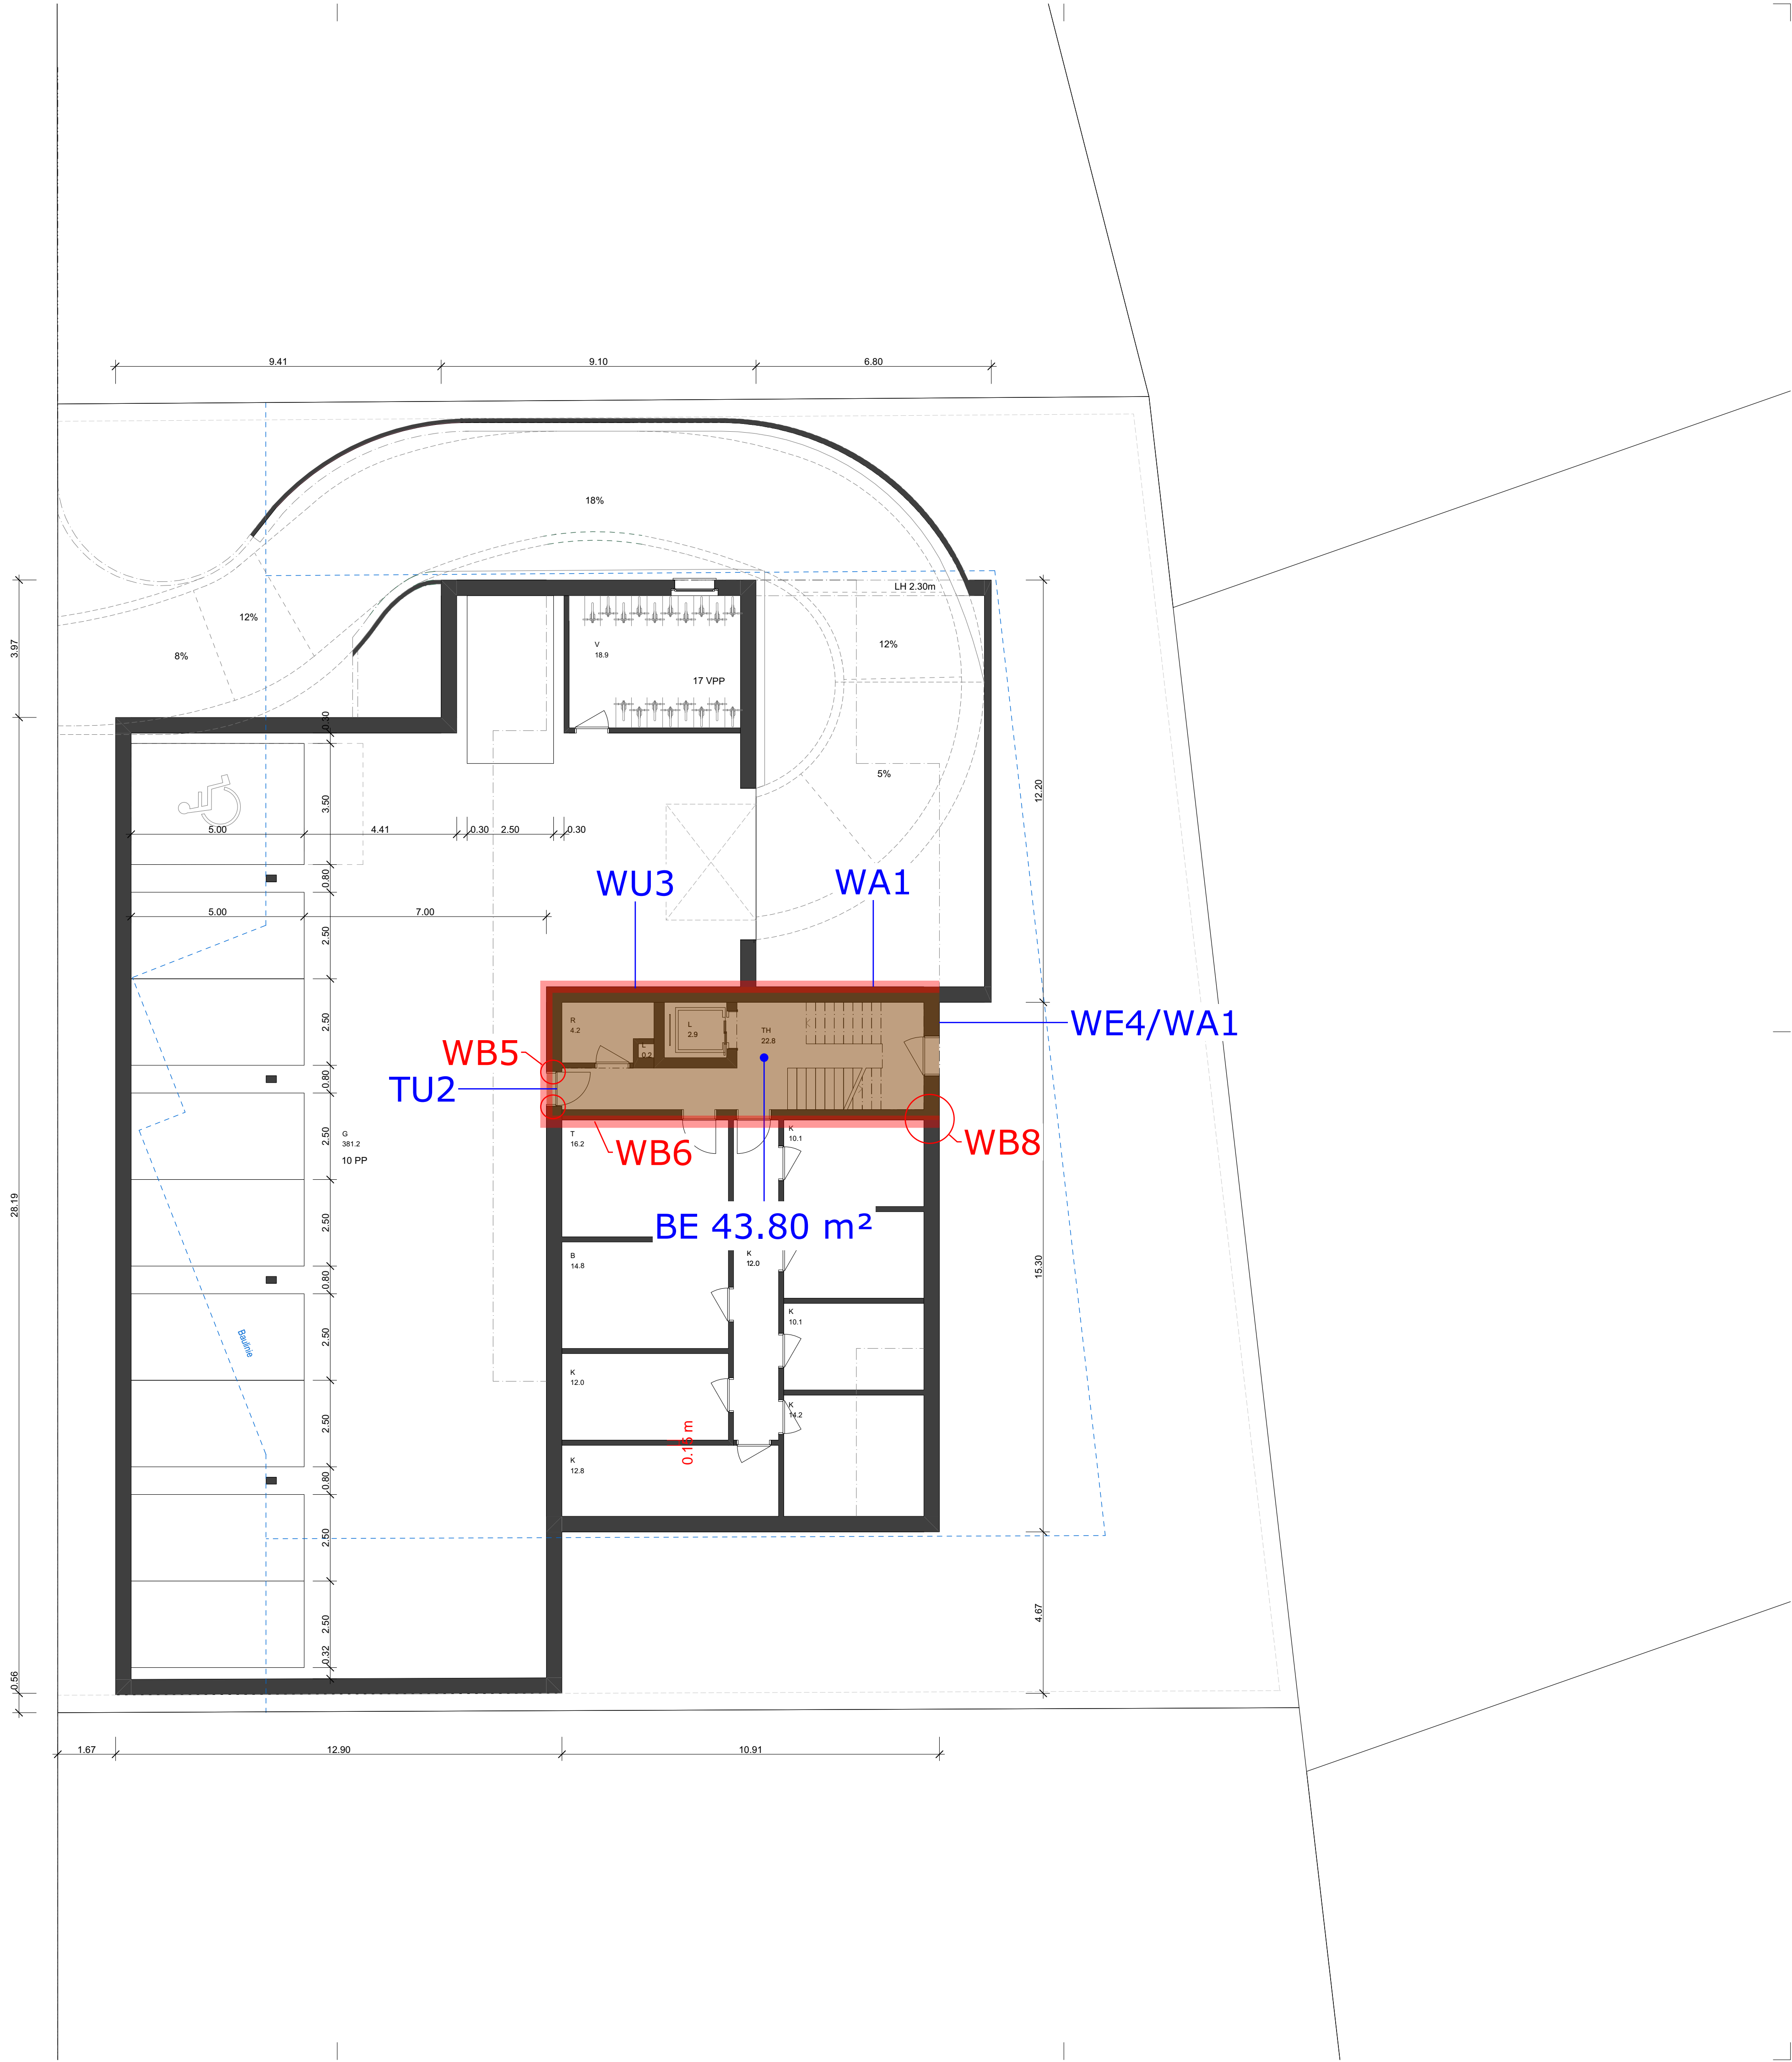 9.41
9.10
6.80
18%
LH 2.30m
12%
12%
8%
V
18.9
17 VPP
3.97
0.30
5%
3.50
12.20
5.00
4.41
0.30
2.50
0.30
0.80
WU3
WA1
5.00
7.00
2.50
2.50
R
4.2
L
2.9
TH
22.8
WE4/WA1
L
0.2
WB5
0.80
TU2
G
381.2
10 PP
2.50
T
16.2
K
10.1
WB6
WB8
28.19
2.50
BE 43.80 m²
B
14.8
K
12.0
15.30
0.80
Baulinie
2.50
K
10.1
K
12.0
K
14.2
2.50
0.15 m
K
12.8
0.80
2.50
2.50
4.67
0.32
0.56
1.67
12.90
10.91